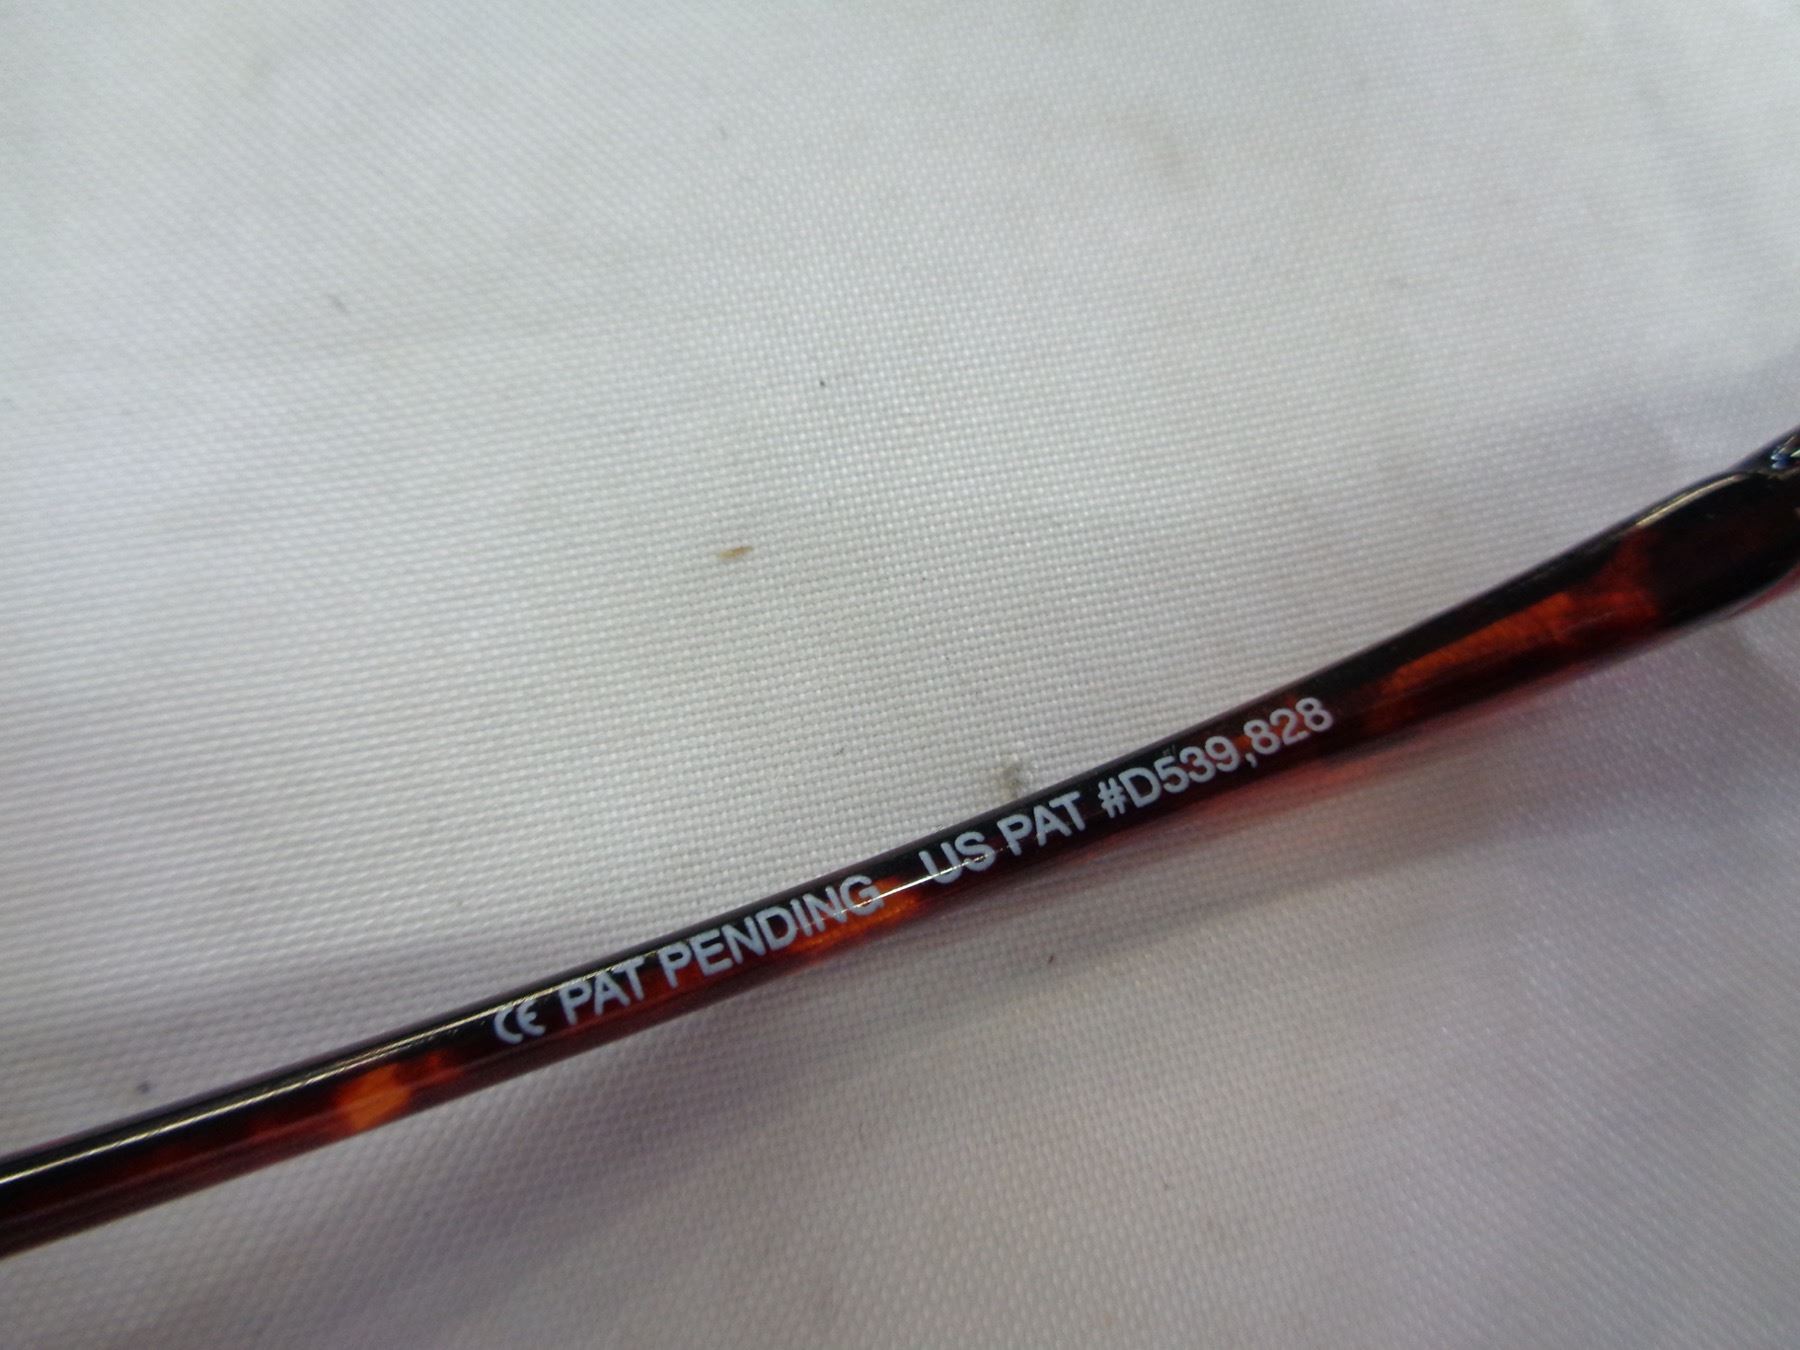 CE PAT PENDING US PAT #D539,828